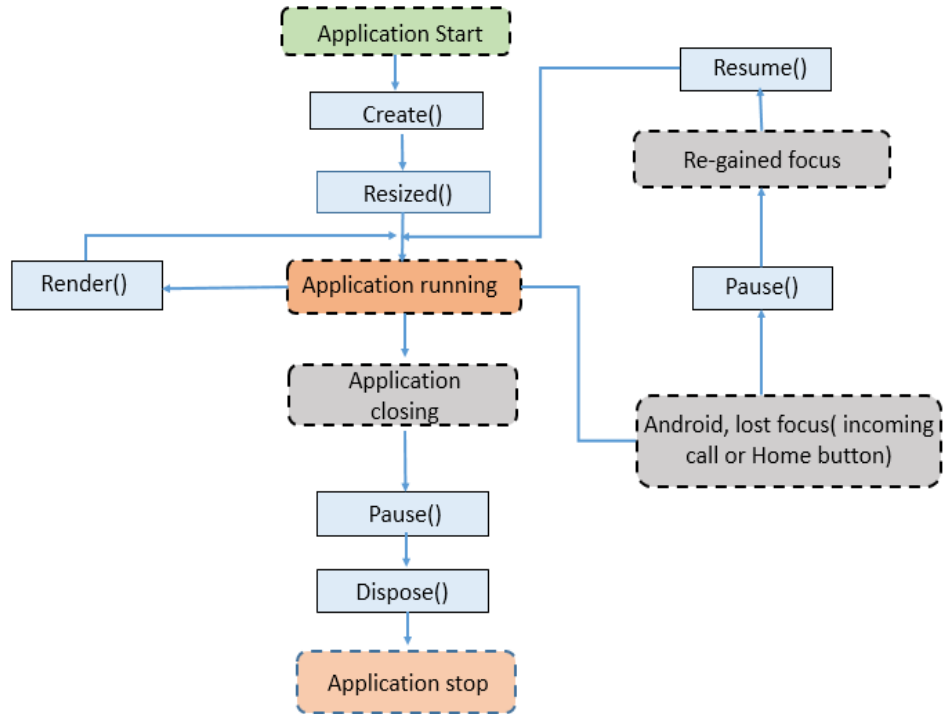 Application Start
Resume()
Create()
Re-gained focus
Resized()
Render()
Application running
Pause()
Application
closing
Android, lost focus( incoming
call or Home button)
Pause()
Dispose()
Application stop